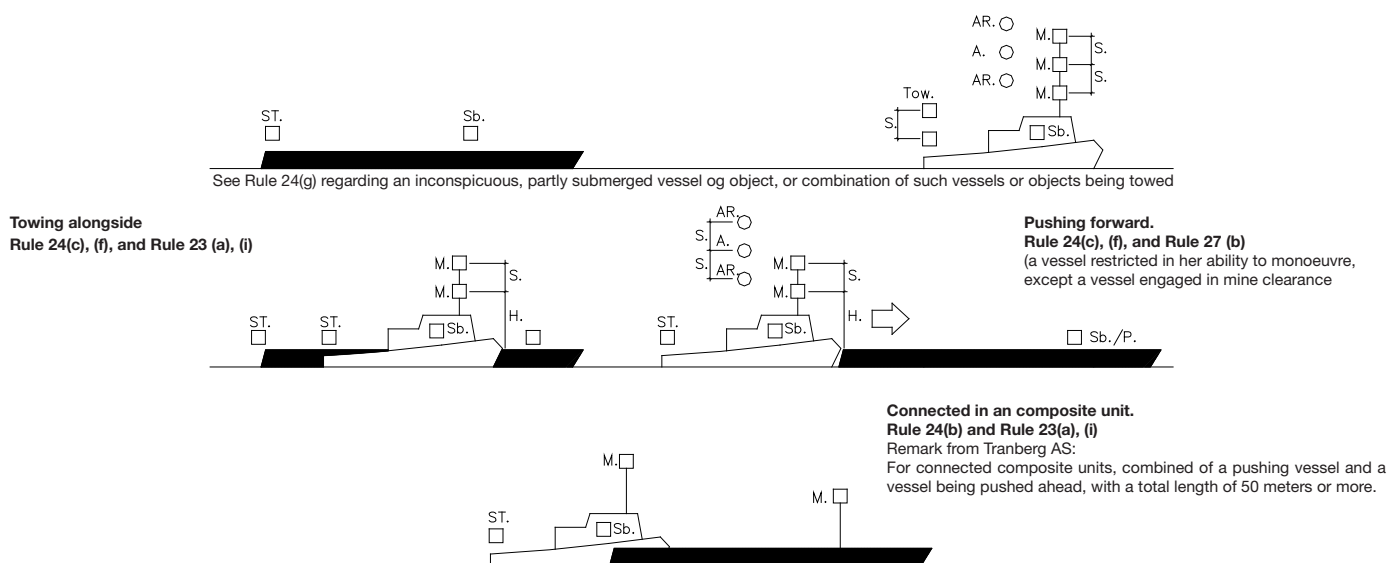 AR.
M.
S.
A.
M.
AR.
S.
Tow.
M.
ST.
Sb.
S.
Sb.
See Rule 24(g) regarding an inconspicuous, partly submerged vessel og object, or combination of such vessels or objects being towed
Towing alongside
Rule 24(c), (f), and Rule 23 (a), (i)
AR.
S.
A.
S.
AR.
Pushing forward.
Rule 24(c), (f), and Rule 27 (b)
(a vessel restricted in her ability to monoeuvre,
except a vessel engaged in mine clearance
M.
S.
M.
M.
S.
M.
ST.
ST.
Sb.
H.
ST.
Sb.
H.
Sb./P.
Connected in an composite unit.
Rule 24(b) and Rule 23(a), (i)
Remark from Tranberg AS:
For connected composite units, combined of a pushing vessel and a
vessel being pushed ahead, with a total length of 50 meters or more.
M.
M.
ST.
Sb.